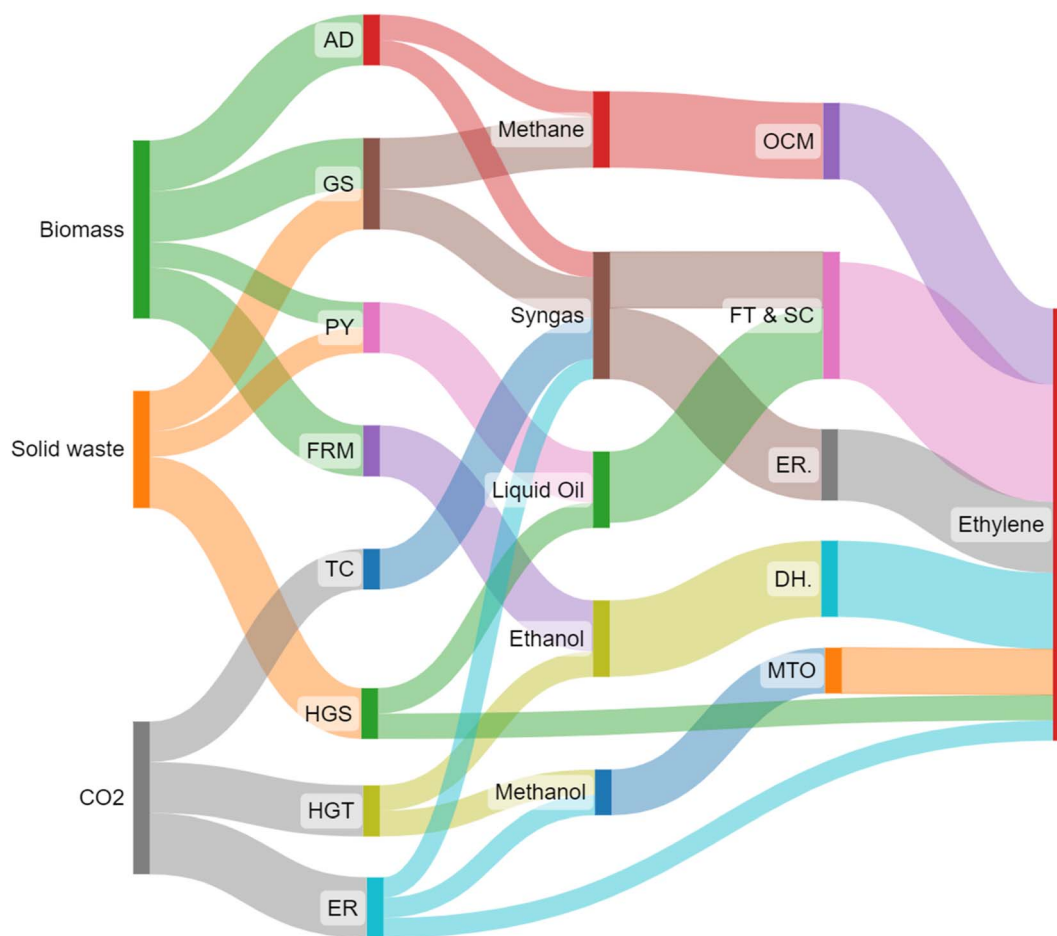 AD
Methane
OCM
GS
Biomass
PY
Syngas
FT & SC
Solid waste
FRM
Liquid Oil
ER.
Ethylene
TC
Ethanol
DH.
HGS
MTO
CO2
HGT
Methanol
ER